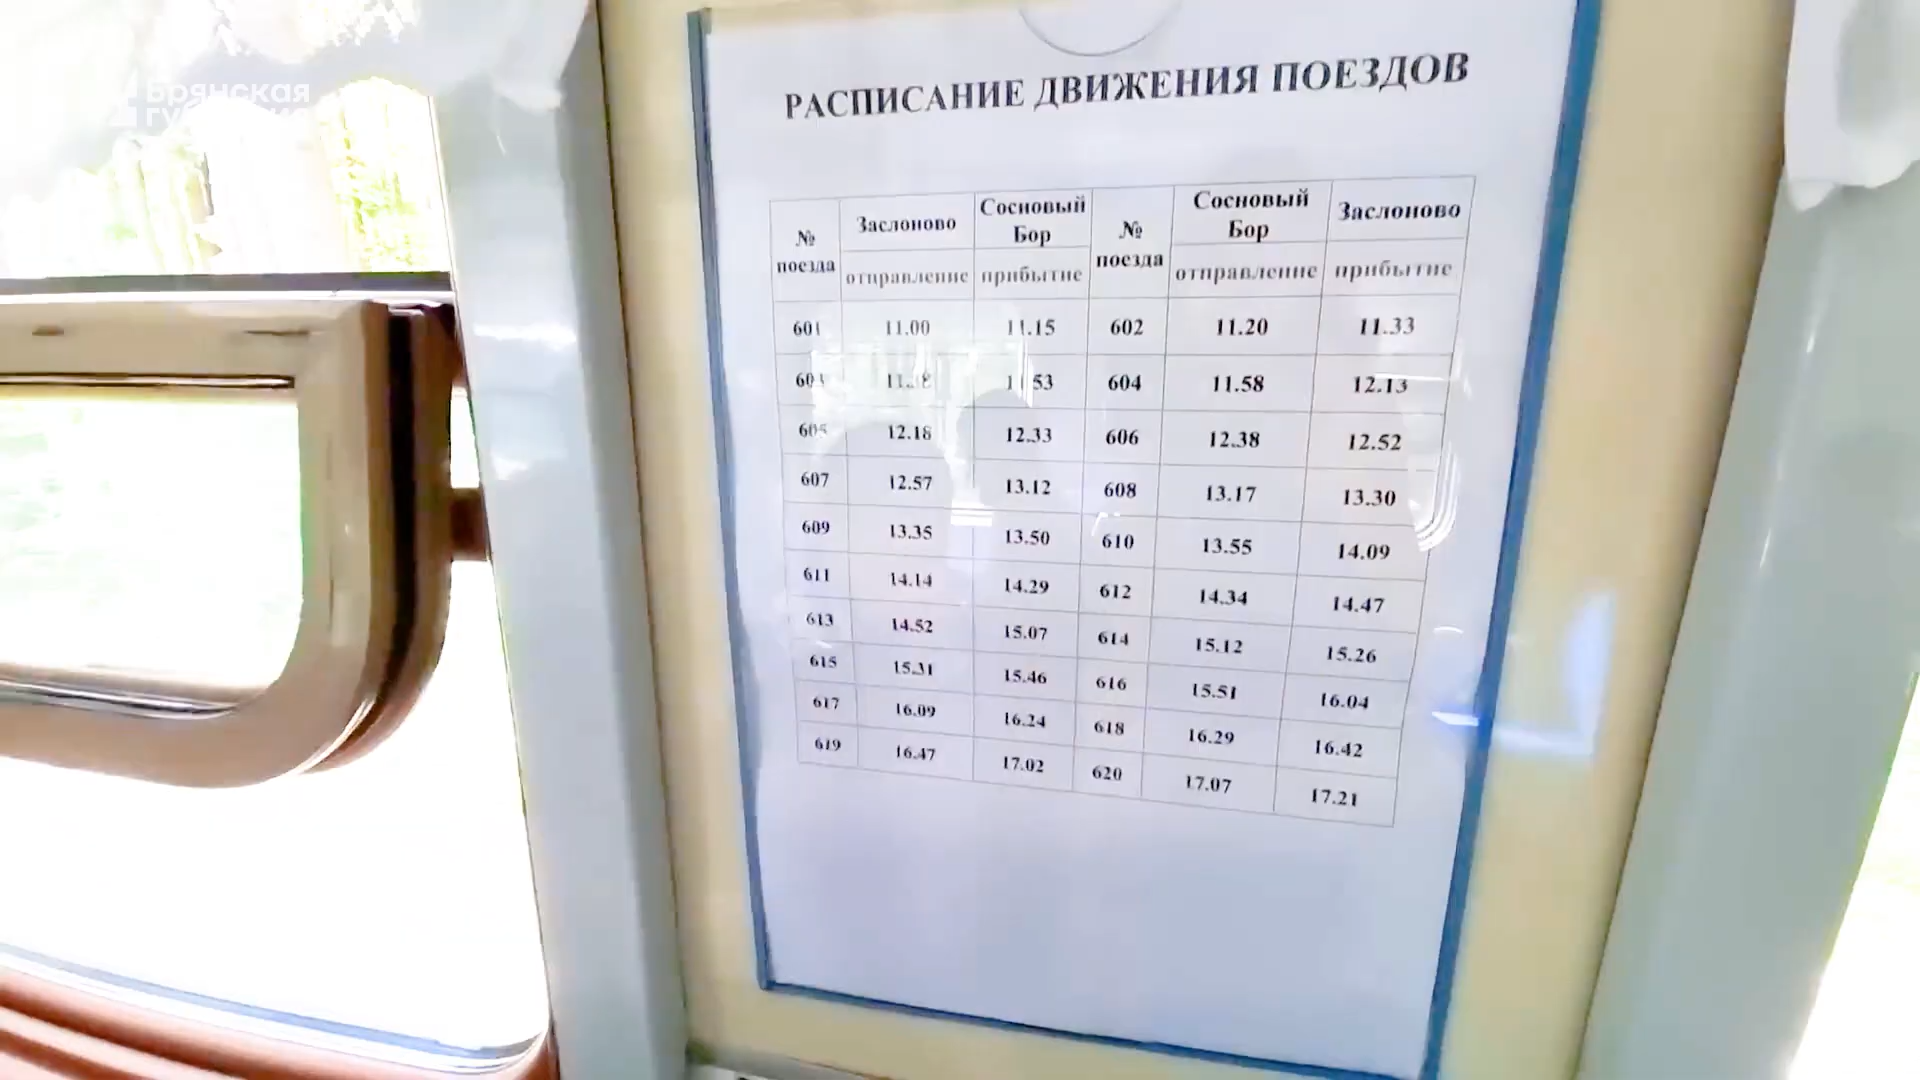 Брянская
РАСПИСАНИЕ ДВИЖЕНИЯ ПОЕЗДОВ
№ поезда Заслоново отправление Сосновый Бор прибытие № поезда Сосновый Бор отправление Заслоново прибытие
601 11.00 11.15 602 11.20 11.33
604 11.58 12.13
605 12.18 12.33 606 12.38 12.52
607 12.57 13.12 608 13.17 13.30
609 13.35 13.50 610 13.55 14.09
611 14.14 14.29 612 14.34 14.47
613 14.52 15.07 614 15.12 15.26
615 15.31 15.46 616 15.51 16.04
617 16.09 16.24 618 16.29 16.42
619 16.47 17.02 620 17.07 17.21